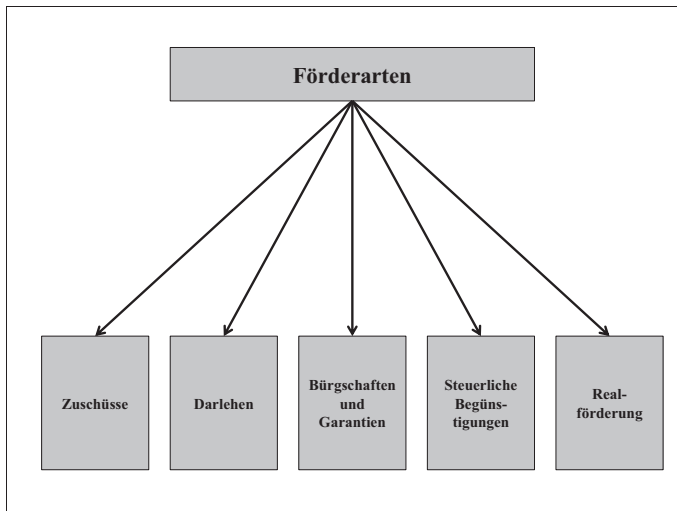 Förderarten
Zuschüsse
Darlehen
Bürgschaften
und
Garantien
Steuerliche
Begüns-
tigungen
Real-
förderung